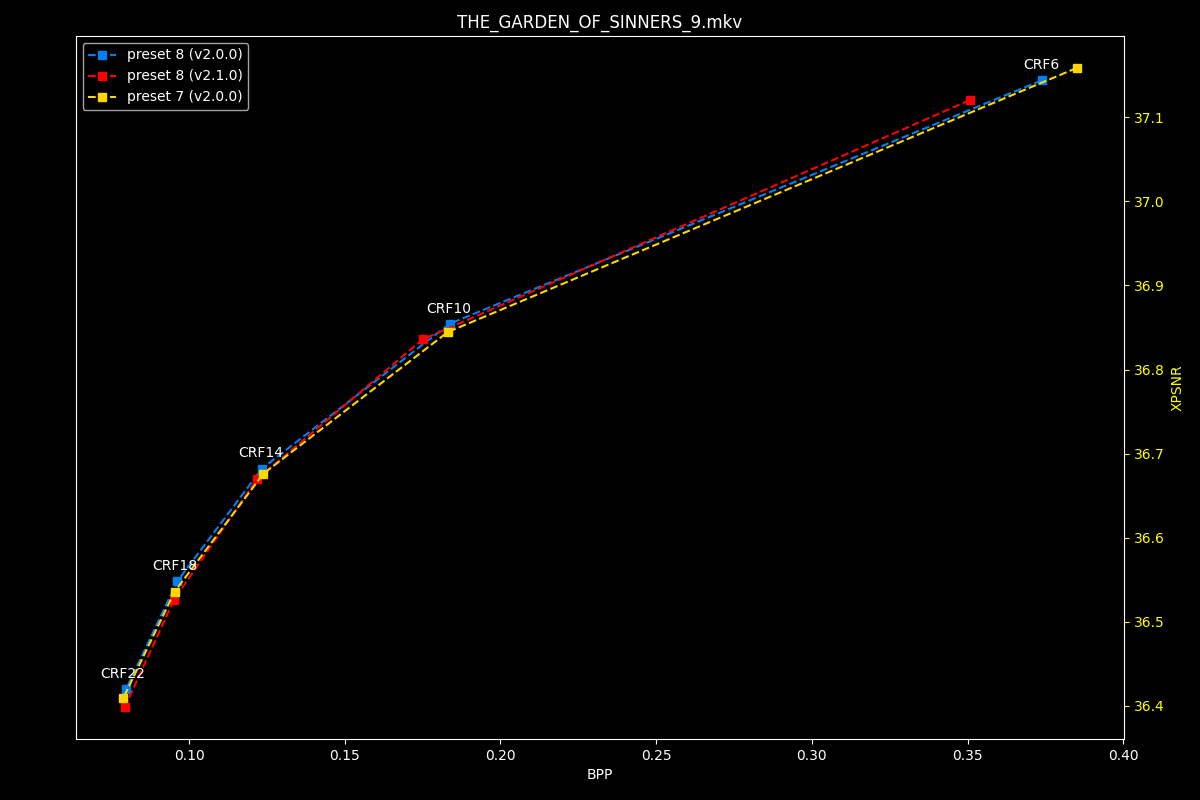 THE_GARDEN_OF_SINNERS_9.mkv
preset 8 (v2.0.0)
preset 8 (v2.1.0)
preset 7 (v2.0.0)
CRF6
CRF10
CRF14
CRF18
CRF22
37.1
37.0
36.9
36.8
36.7
36.6
36.5
36.4
XPSNR
0.10 0.15 0.20 0.25 0.30 0.35 0.40
BPP